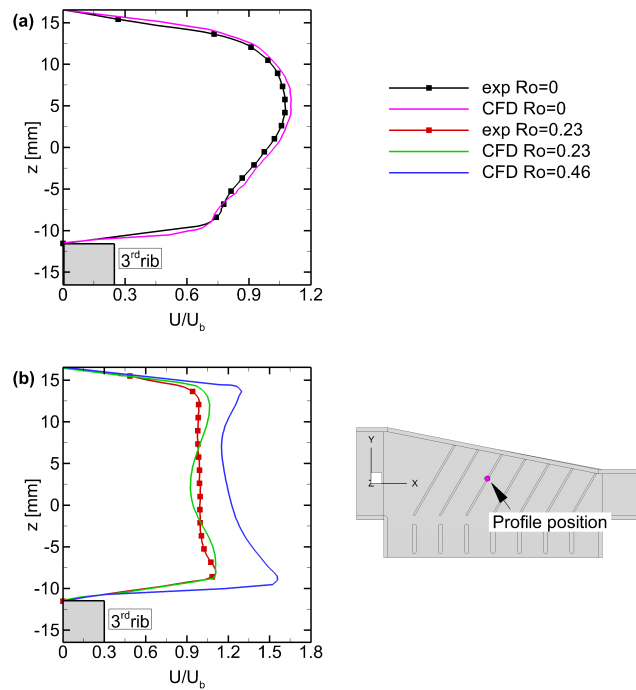 (a)
15
10
5
0
-5
-10
-15
z [mm]
3rd rib
0 0.3 0.6 0.9 1.2
U/Ub
exp Ro=0
CFD Ro=0
exp Ro=0.23
CFD Ro=0.23
CFD Ro=0.46
(b)
15
10
5
0
-5
-10
-15
z [mm]
3rd rib
0 0.3 0.6 0.9 1.2 1.5 1.8
U/Ub
Y
Z X
Profile position